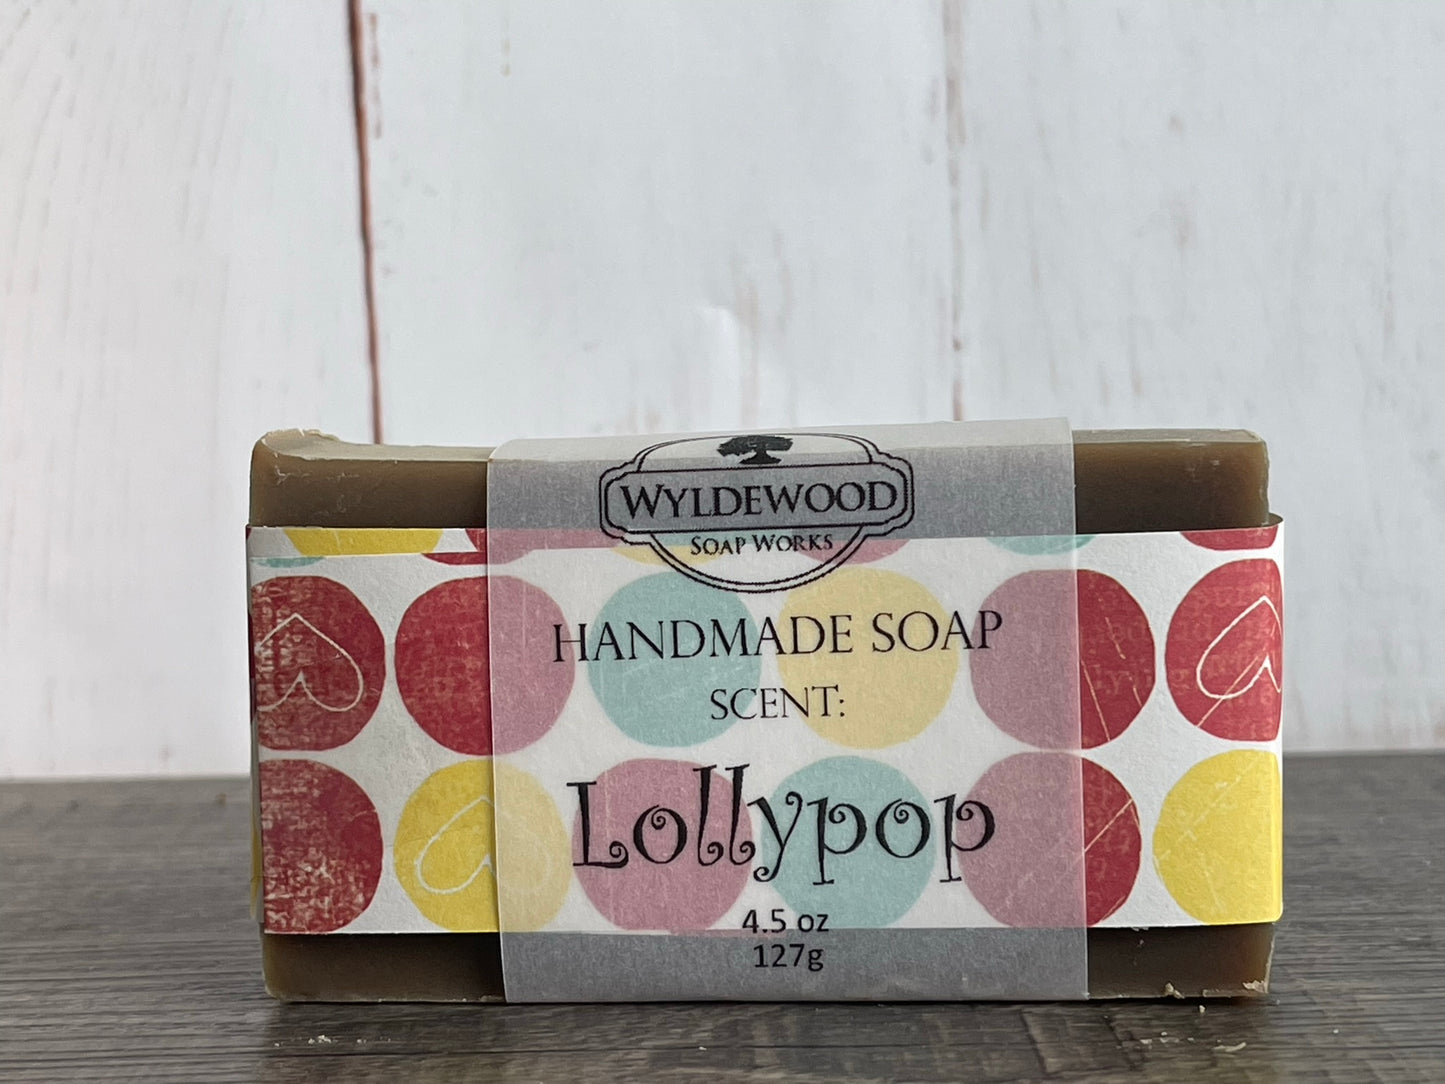 WYLDEWOOD
SOAP WORKS
HANDMADE SOAP
SCENT:
Lollypop
4.5 oz
127g